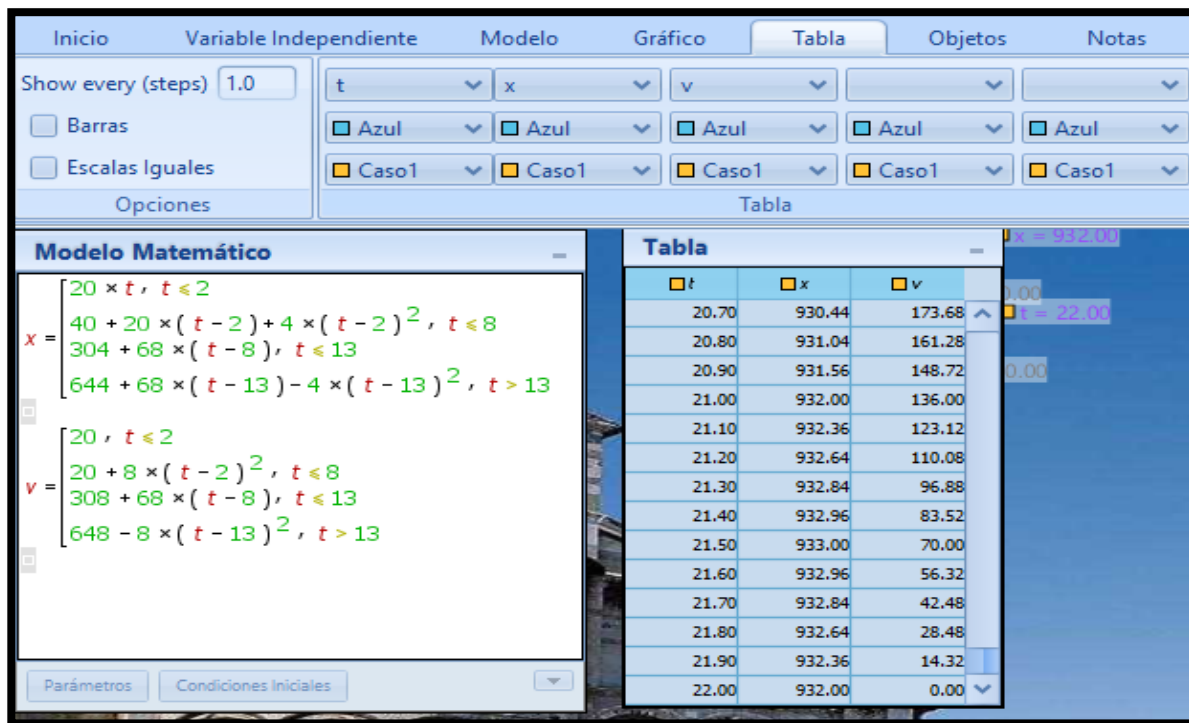 Inicio Variable Independiente Modelo Gráfico Tabla Objetos Notas
Show every (steps) 1.0 t x v
Barras Azul Azul Azul Azul Azul
Escalas Iguales Caso1 Caso1 Caso1 Caso1 Caso1
Opciones Tabla
Modelo Matemático
x =
20 × t , t ⩽ 2
40 + 20 × ( t − 2 ) + 4 × ( t − 2 )², t ⩽ 8
304 + 68 × ( t − 8 ), t ⩽ 13
644 + 68 × ( t − 13 ) − 4 × ( t − 13 )², t > 13
v =
20 , t ⩽ 2
20 + 8 × ( t − 2 )², t ⩽ 8
308 + 68 × ( t − 8 ), t ⩽ 13
648 − 8 × ( t − 13 )², t > 13
Parámetros Condiciones Iniciales
Tabla
t x v
20.70 930.44 173.68
20.80 931.04 161.28
20.90 931.56 148.72
21.00 932.00 136.00
21.10 932.36 123.12
21.20 932.64 110.08
21.30 932.84 96.88
21.40 932.96 83.52
21.50 933.00 70.00
21.60 932.96 56.32
21.70 932.84 42.48
21.80 932.64 28.48
21.90 932.36 14.32
22.00 932.00 0.00
x = 932.00
0.00
t = 22.00
0.00